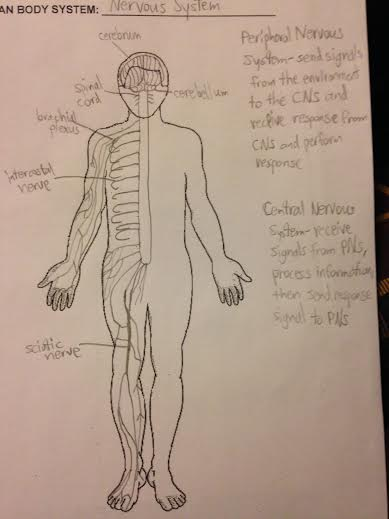 AN BODY SYSTEM: Nervous System
cerebrum
spinal
cord
cerebellum
brachial
plexus
intercostal
nerve
sciatic
nerve
Peripheral Nervous
System- send signals
from the environment
to the CNS and
receive response from
CNS and perform
response
Central Nervous
System- receive
signals from PNS,
process information,
then send response
signal to PNS